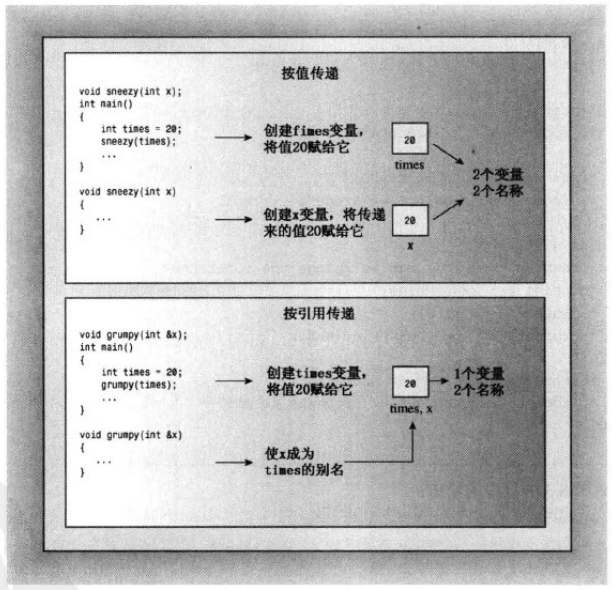 按值传递
void sneezy(int x);
int main()
{
int times = 20;
sneezy(times);
...
}
创建fimes变量，
将值20赋给它
20
times
2个变量
2个名称
void sneezy(int x)
{
...
}
创建x变量，将传递
来的值20赋给它
20
x
按引用传递
void grumpy(int &x);
int main()
{
int times = 20;
grumpy(times);
...
}
创建times变量，
将值20赋给它
20
times, x
1个变量
2个名称
void grumpy(int &x)
{
...
}
使x成为
times的别名